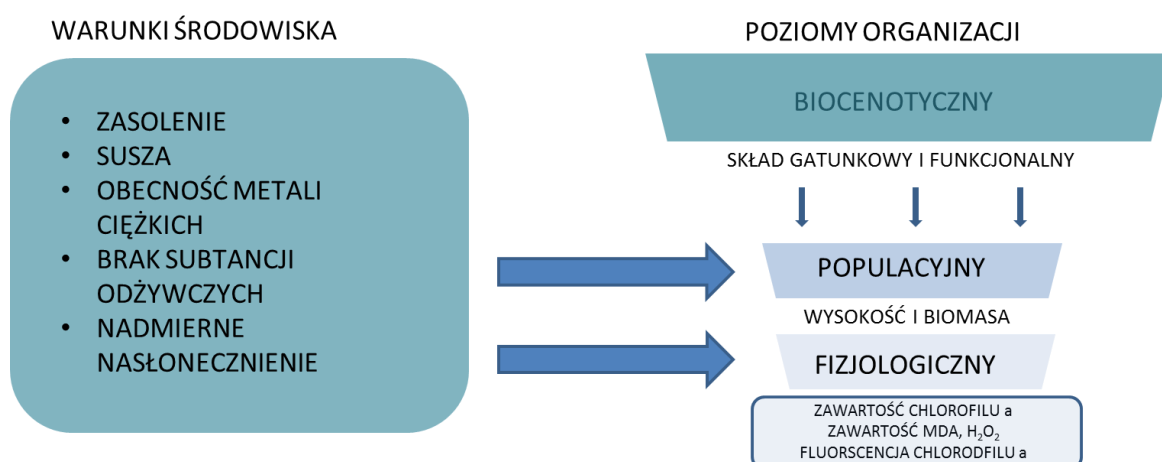 WARUNKI ŚRODOWISKA
• ZASOLENIE
• SUSZA
• OBECNOŚĆ METALI
CIĘŻKICH
• BRAK SUBTANCJI
ODŻYWCZYCH
• NADMIERNE
NASŁONECZNIENIE
POZIOMY ORGANIZACJI
BIOCENOTYCZNY
SKŁAD GATUNKOWY I FUNKCJONALNY
POPULACYJNY
WYSOKOŚĆ I BIOMASA
FIZJOLOGICZNY
ZAWARTOŚĆ CHLOROFILU a
ZAWARTOŚĆ MDA, H₂O₂
FLUORSCENCJA CHLORODFILU a